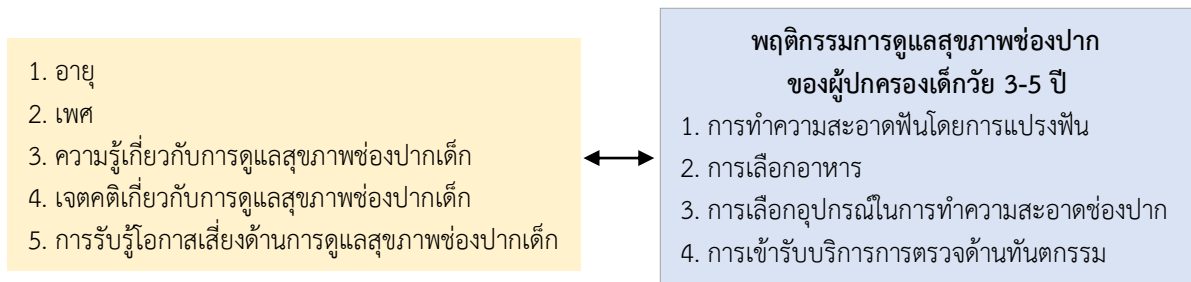 1. อายุ
2. เพศ
3. ความรู้เกี่ยวกับการดูแลสุขภาพช่องปากเด็ก
4. เจตคติเกี่ยวกับการดูแลสุขภาพช่องปากเด็ก
5. การรับรู้โอกาสเสี่ยงด้านการดูแลสุขภาพช่องปากเด็ก
พฤติกรรมการดูแลสุขภาพช่องปาก
ของผู้ปกครองเด็กวัย 3-5 ปี
1. การทำความสะอาดฟันโดยการแปรงฟัน
2. การเลือกอาหาร
3. การเลือกอุปกรณ์ในการทำความสะอาดช่องปาก
4. การเข้ารับบริการการตรวจด้านทันตกรรม